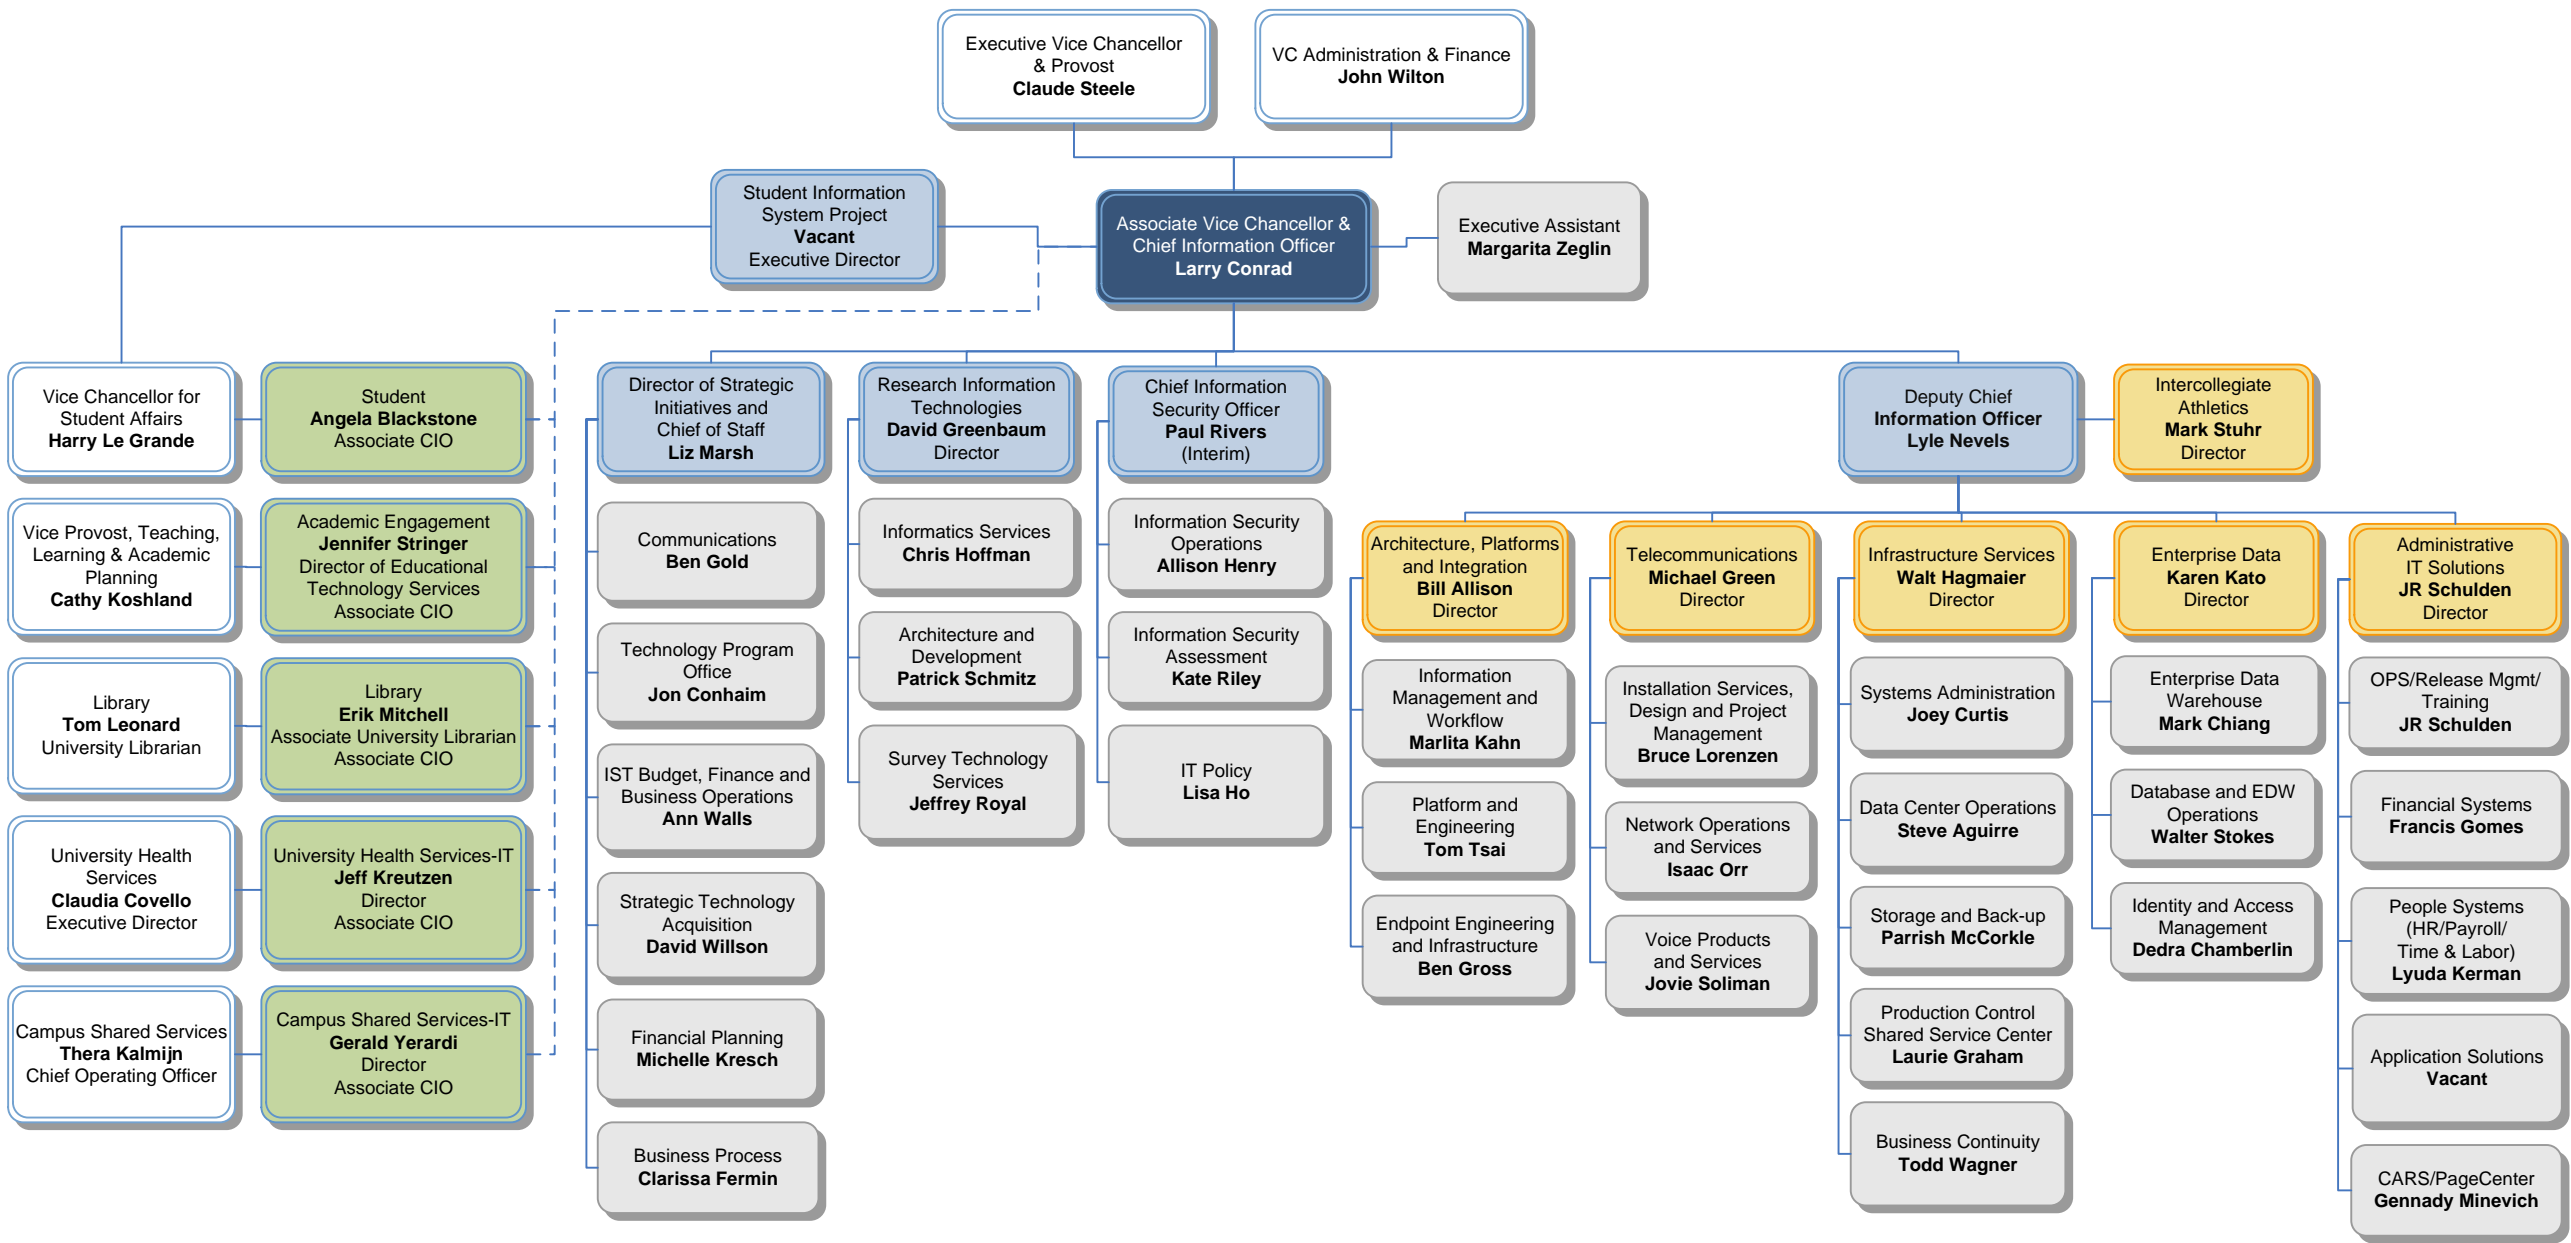 Executive Vice Chancellor
& Provost
Claude Steele
VC Administration & Finance
John Wilton
Student Information
System Project
Vacant
Executive Director
Associate Vice Chancellor &
Chief Information Officer
Larry Conrad
Executive Assistant
Margarita Zeglin
Vice Chancellor for
Student Affairs
Harry Le Grande
Student
Angela Blackstone
Associate CIO
Vice Provost, Teaching,
Learning & Academic
Planning
Cathy Koshland
Academic Engagement
Jennifer Stringer
Director of Educational
Technology Services
Associate CIO
Library
Tom Leonard
University Librarian
Library
Erik Mitchell
Associate University Librarian
Associate CIO
University Health
Services
Claudia Covello
Executive Director
University Health Services-IT
Jeff Kreutzen
Director
Associate CIO
Campus Shared Services
Thera Kalmijn
Chief Operating Officer
Campus Shared Services-IT
Gerald Yerardi
Director
Associate CIO
Director of Strategic
Initiatives and
Chief of Staff
Liz Marsh
Communications
Ben Gold
Technology Program
Office
Jon Conhaim
IST Budget, Finance and
Business Operations
Ann Walls
Strategic Technology
Acquisition
David Willson
Financial Planning
Michelle Kresch
Business Process
Clarissa Fermin
Research Information
Technologies
David Greenbaum
Director
Informatics Services
Chris Hoffman
Architecture and
Development
Patrick Schmitz
Survey Technology
Services
Jeffrey Royal
Chief Information
Security Officer
Paul Rivers
(Interim)
Information Security
Operations
Allison Henry
Information Security
Assessment
Kate Riley
IT Policy
Lisa Ho
Deputy Chief
Information Officer
Lyle Nevels
Intercollegiate
Athletics
Mark Stuhr
Director
Architecture, Platforms
and Integration
Bill Allison
Director
Information
Management and
Workflow
Marlita Kahn
Platform and
Engineering
Tom Tsai
Endpoint Engineering
and Infrastructure
Ben Gross
Telecommunications
Michael Green
Director
Installation Services,
Design and Project
Management
Bruce Lorenzen
Network Operations
and Services
Isaac Orr
Voice Products
and Services
Jovie Soliman
Infrastructure Services
Walt Hagmaier
Director
Systems Administration
Joey Curtis
Data Center Operations
Steve Aguirre
Storage and Back-up
Parrish McCorkle
Production Control
Shared Service Center
Laurie Graham
Business Continuity
Todd Wagner
Enterprise Data
Karen Kato
Director
Enterprise Data
Warehouse
Mark Chiang
Database and EDW
Operations
Walter Stokes
Identity and Access
Management
Dedra Chamberlin
Administrative
IT Solutions
JR Schulden
Director
OPS/Release Mgmt/
Training
JR Schulden
Financial Systems
Francis Gomes
People Systems
(HR/Payroll/
Time & Labor)
Lyuda Kerman
Application Solutions
Vacant
CARS/PageCenter
Gennady Minevich